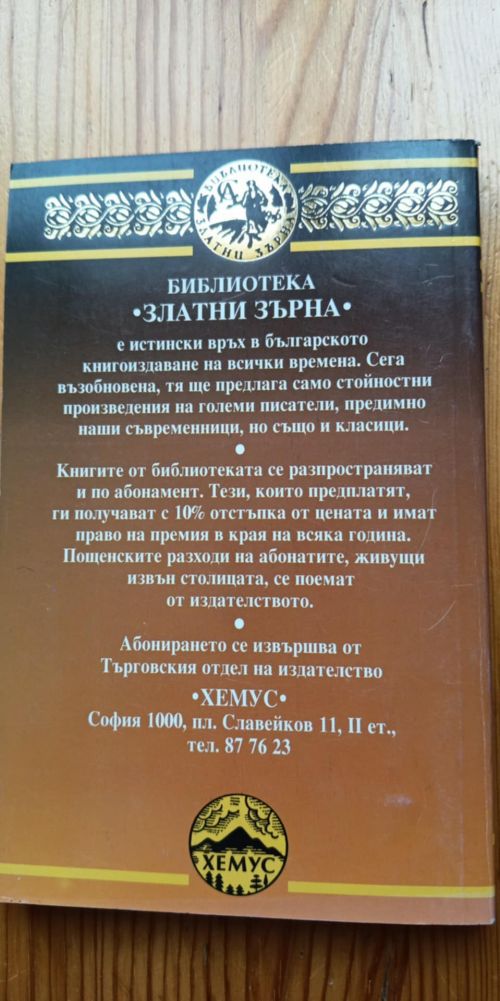 БИБЛИОТЕКА
ЗЛАТНИ ЗЪРНА
БИБЛИОТЕКА
•ЗЛАТНИ ЗЪРНА•
е истински връх в българското
книгоиздаване на всички времена. Сега
възобновена, тя ще предлага само стойностни
произведения на големи писатели, предимно
наши съвременници, но също и класици.
•
Книгите от библиотеката се разпространяват
и по абонамент. Тези, които предплатят,
ги получават с 10% отстъпка от цената и имат
право на премия в края на всяка година.
Пощенските разходи на абонатите, живущи
извън столицата, се поемат
от издателството.
•
Абонирането се извършва от
Търговския отдел на издателство
•ХЕМУС•
София 1000, пл. Славейков 11, II ет.,
тел. 87 76 23
ХЕМУС